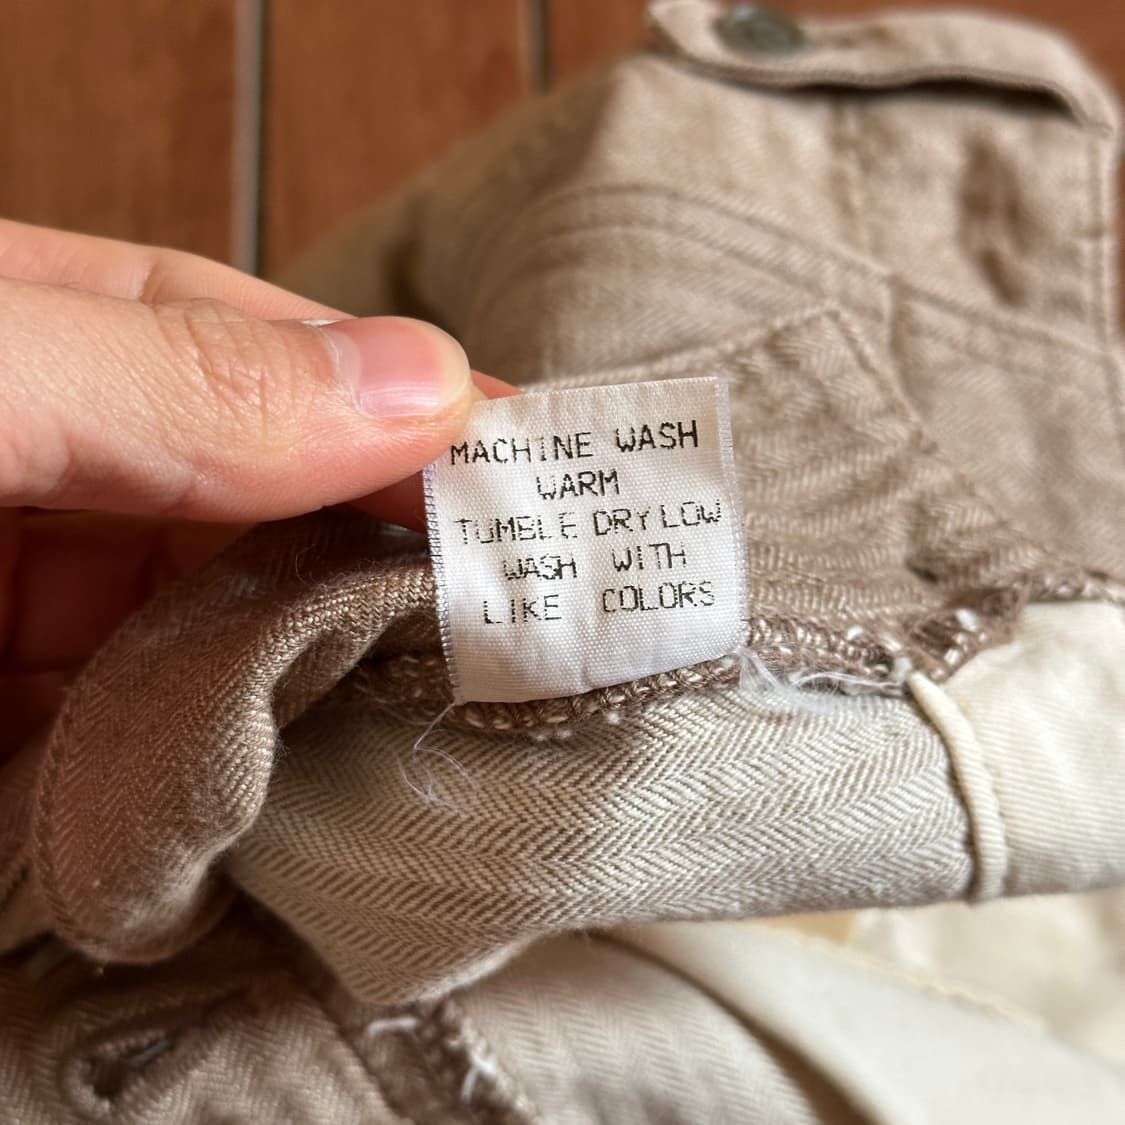 MACHINE WASH
WARM
TUMBLE DRY LOW
WASH WITH
LIKE COLORS